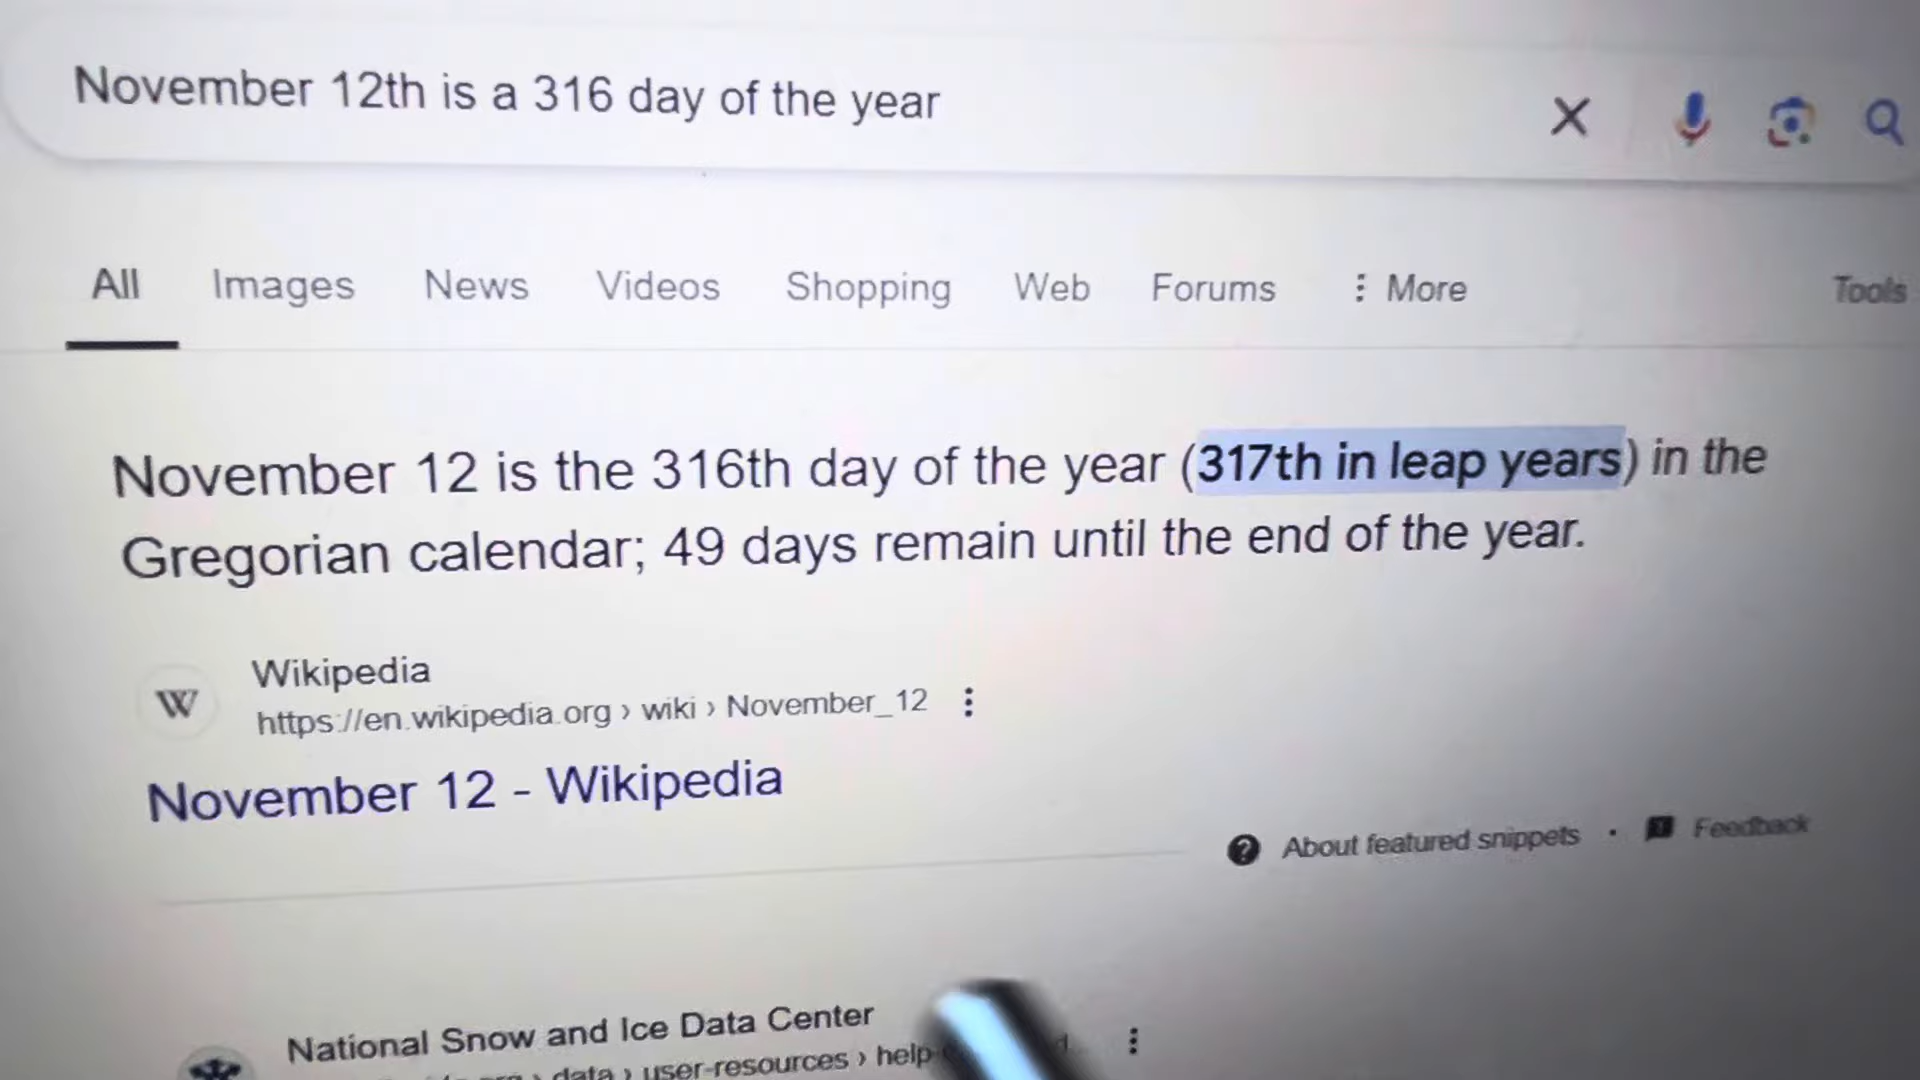 November 12th is a 316 day of the year
All Images News Videos Shopping Web Forums More Tools
November 12 is the 316th day of the year (317th in leap years) in the
Gregorian calendar; 49 days remain until the end of the year.
Wikipedia
https://en.wikipedia.org › wiki › November_12
November 12 - Wikipedia
About featured snippets • Feedback
National Snow and Ice Data Center
data › user-resources › help